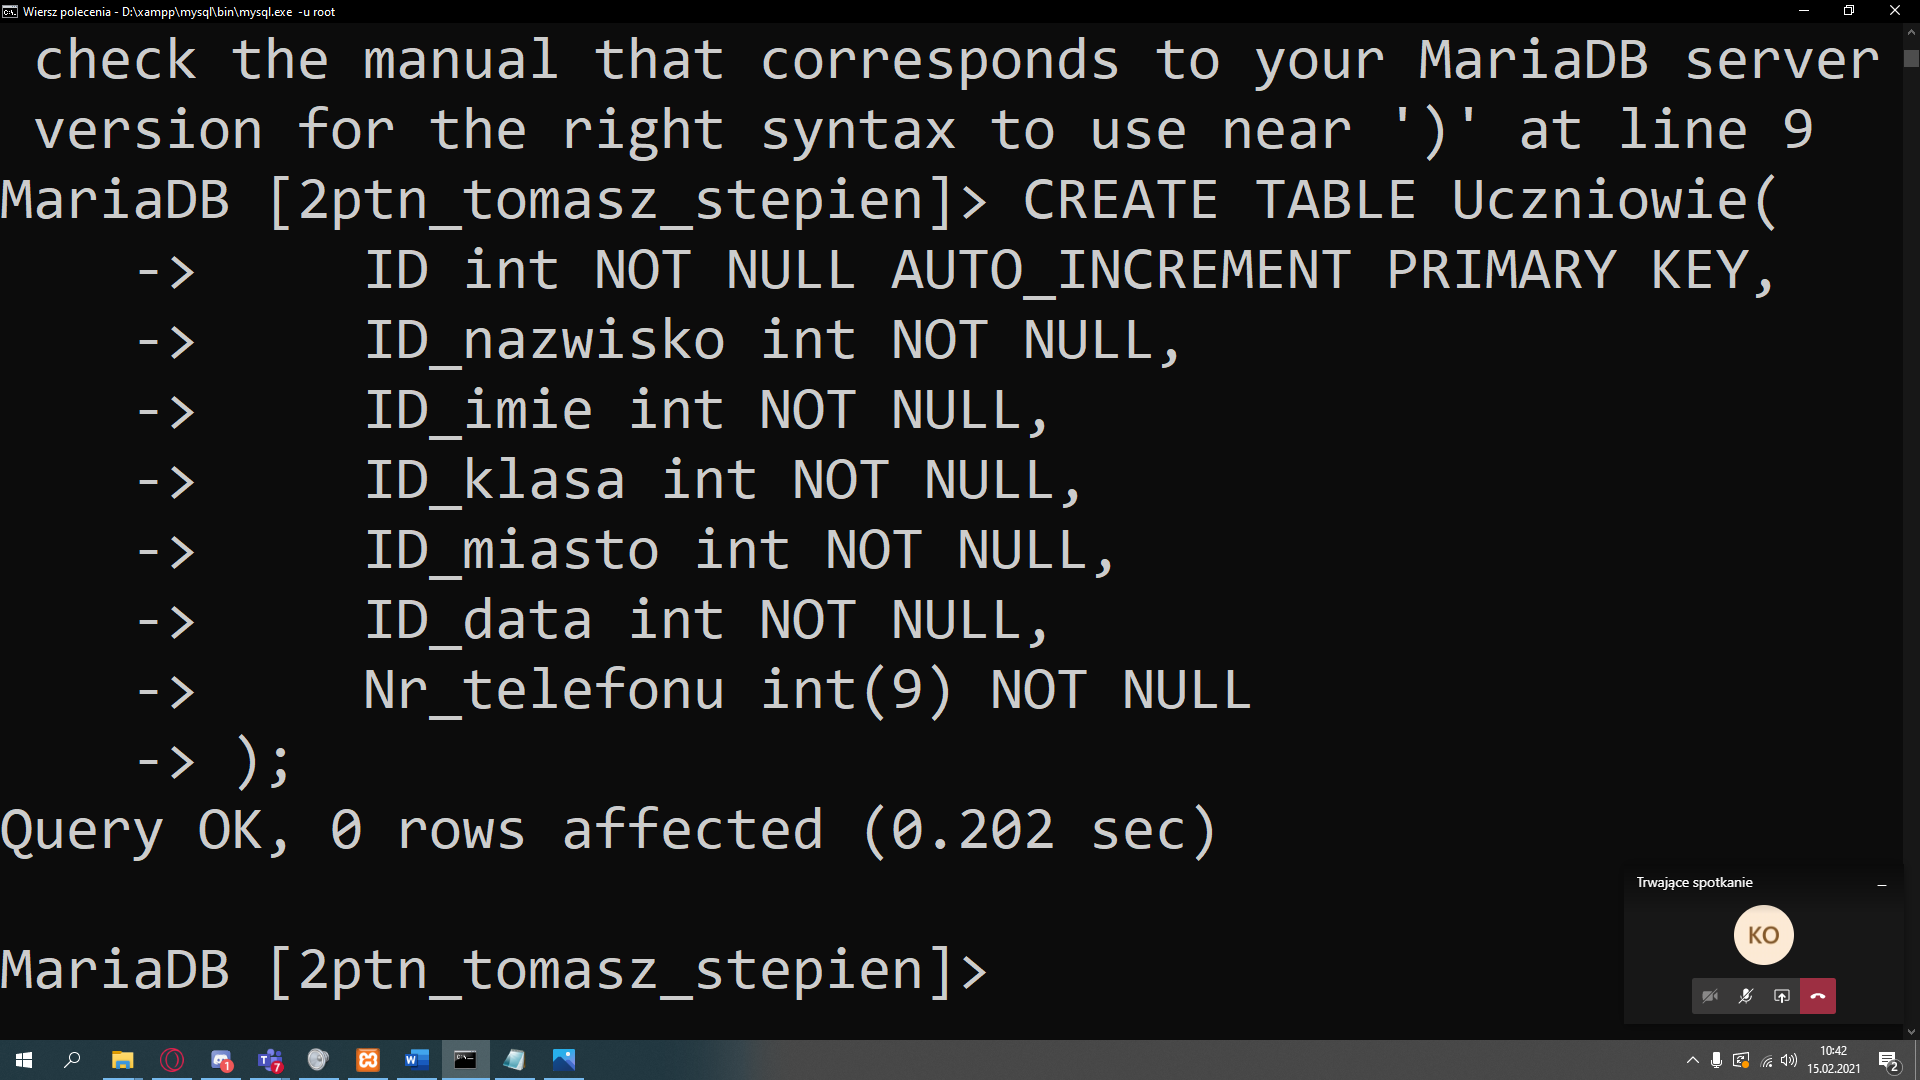 Wiersz polecenia - D:\xampp\mysql\bin\mysql.exe -u root
check the manual that corresponds to your MariaDB server
version for the right syntax to use near ')' at line 9
MariaDB [2ptn_tomasz_stepien]> CREATE TABLE Uczniowie(
    ->     ID int NOT NULL AUTO_INCREMENT PRIMARY KEY,
    ->     ID_nazwisko int NOT NULL,
    ->     ID_imie int NOT NULL,
    ->     ID_klasa int NOT NULL,
    ->     ID_miasto int NOT NULL,
    ->     ID_data int NOT NULL,
    ->     Nr_telefonu int(9) NOT NULL
    -> );
Query OK, 0 rows affected (0.202 sec)
MariaDB [2ptn_tomasz_stepien]>
Trwające spotkanie
KO
10:42
15.02.2021
1
7
2